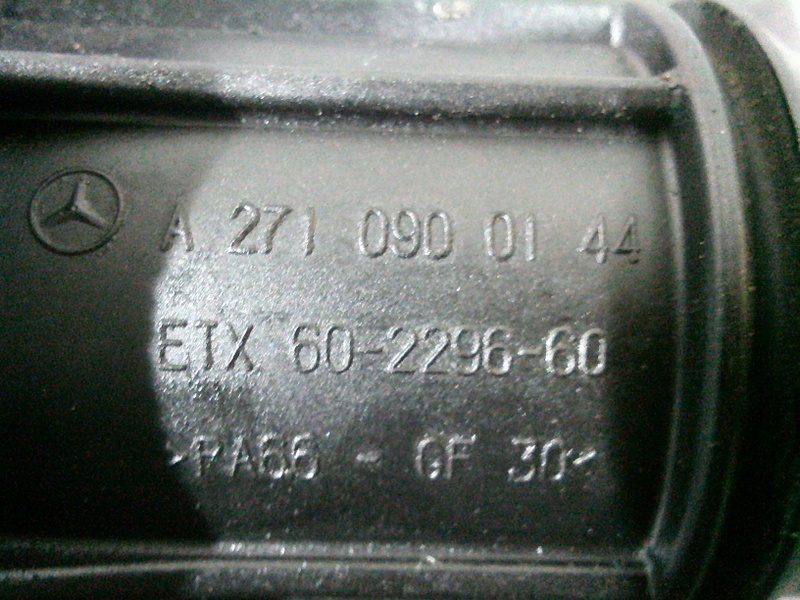 A 271 090 01 44
ETX 60-2296-60
>PA66 - GF 30<